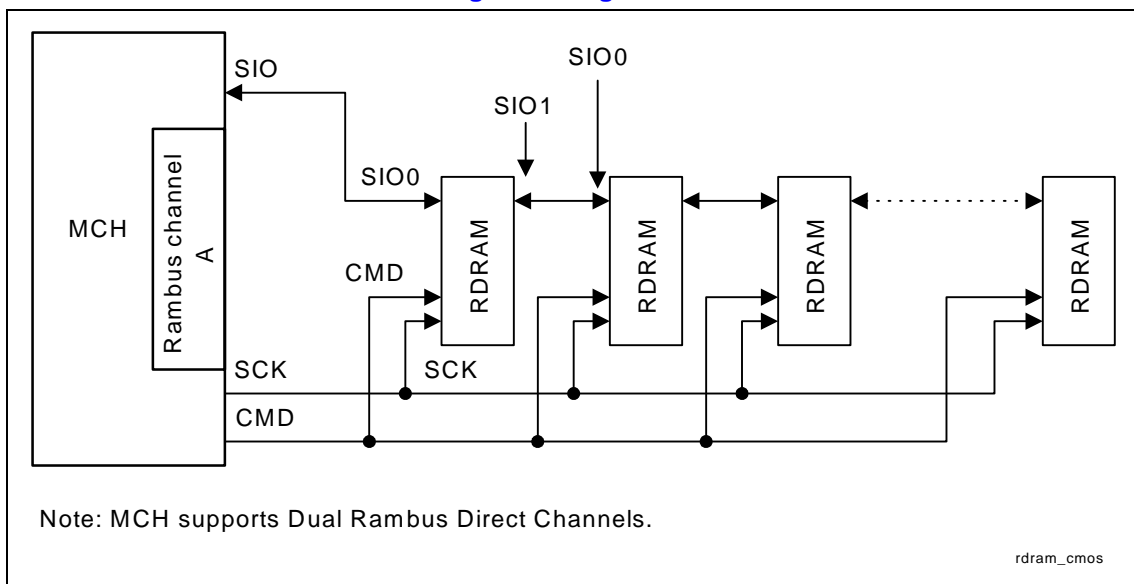 SIO
SIO0
SIO1
SIO0
MCH
Rambus channel
A
CMD
RDRAM
RDRAM
RDRAM
RDRAM
SCK
SCK
CMD
Note: MCH supports Dual Rambus Direct Channels.
rdram_cmos